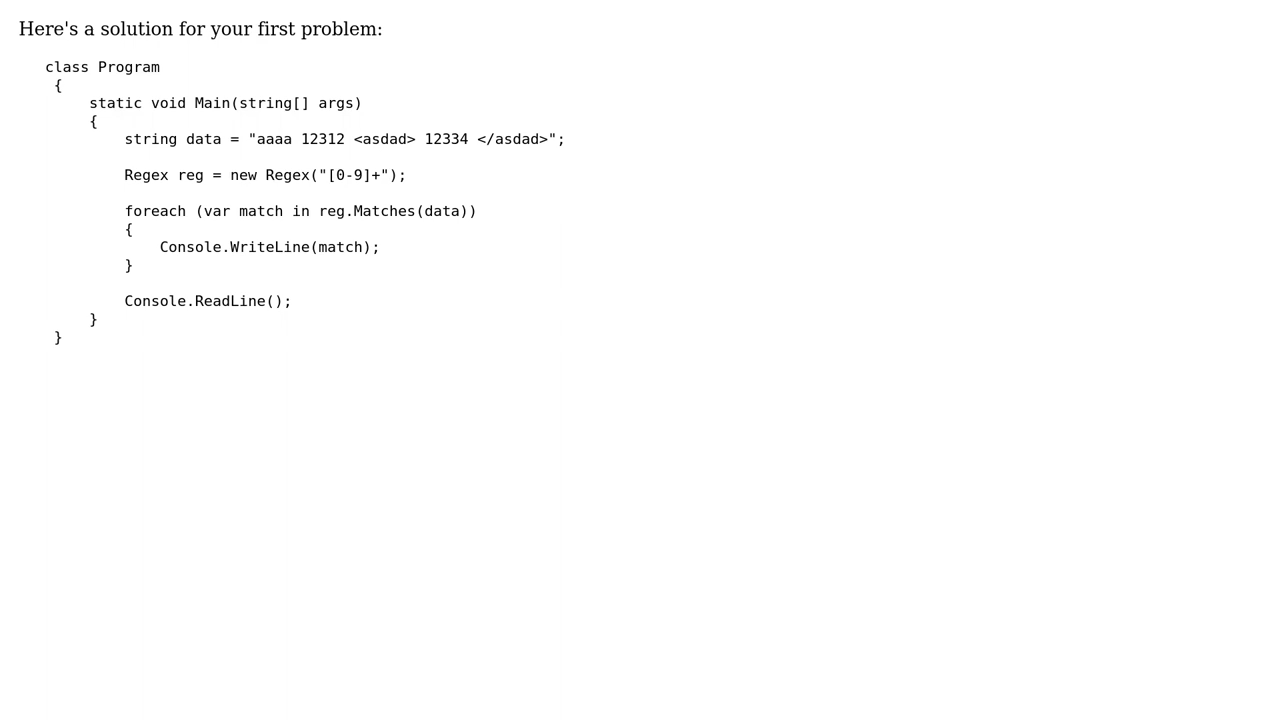 Here's a solution for your first problem:
class Program
{
static void Main(string[] args)
{
string data = "aaaa 12312 <asdad> 12334 </asdad>";
Regex reg = new Regex("[0-9]+");
foreach (var match in reg.Matches(data))
{
Console.WriteLine(match);
}
Console.ReadLine();
}
}